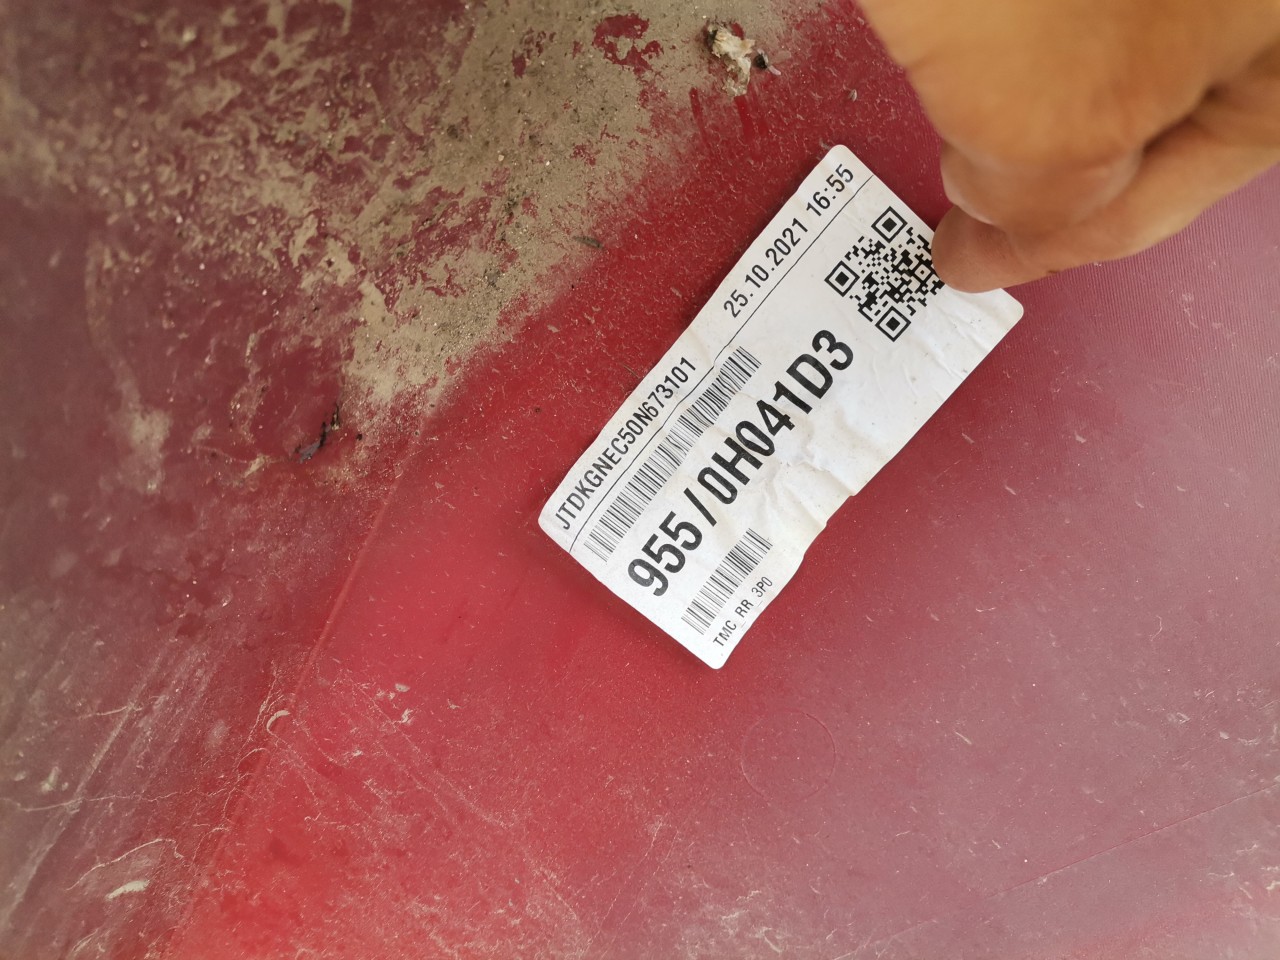 JTDKGNEC50N673101 25.10.2021 16:55
955/0H041D3
TMC_RR_3P0